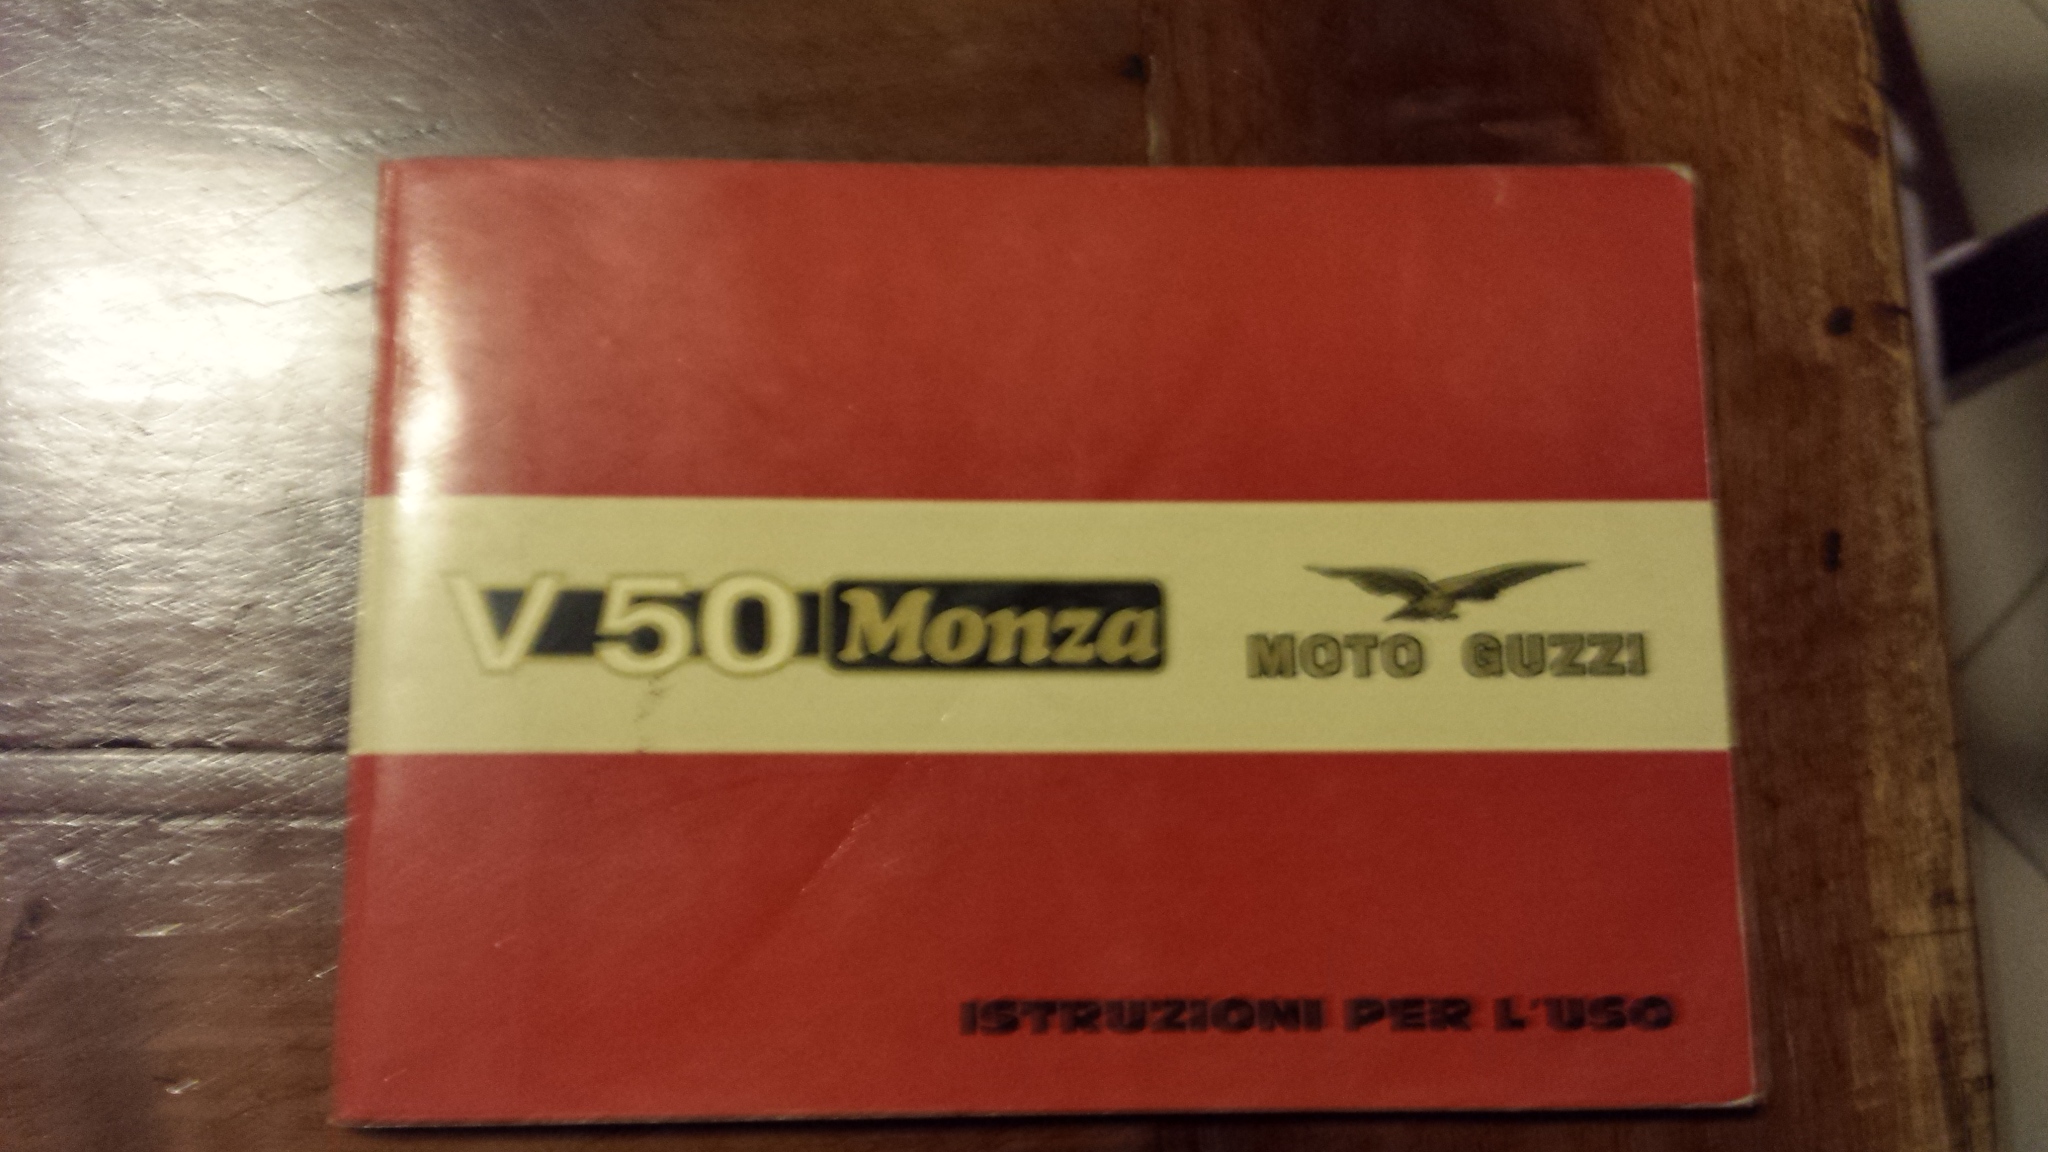 V 50 Monza
MOTO GUZZI
ISTRUZIONI PER L'USO